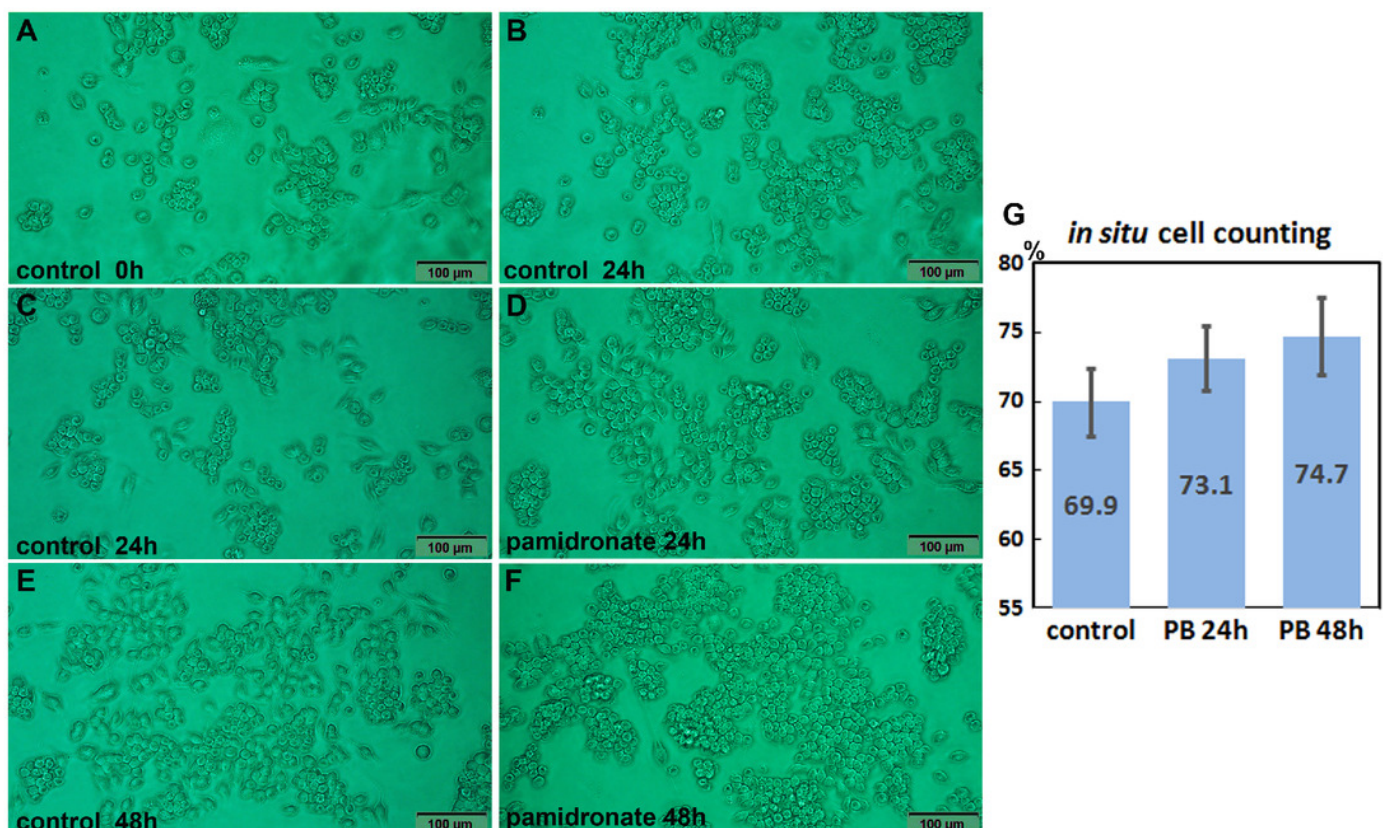 A
control 0h
100 µm
B
control 24h
100 µm
C
control 24h
100 µm
D
pamidronate 24h
100 µm
E
control 48h
100 µm
F
pamidronate 48h
100 µm
G
in situ cell counting
%
80
75
70
65
60
55
69.9
73.1
74.7
control PB 24h PB 48h